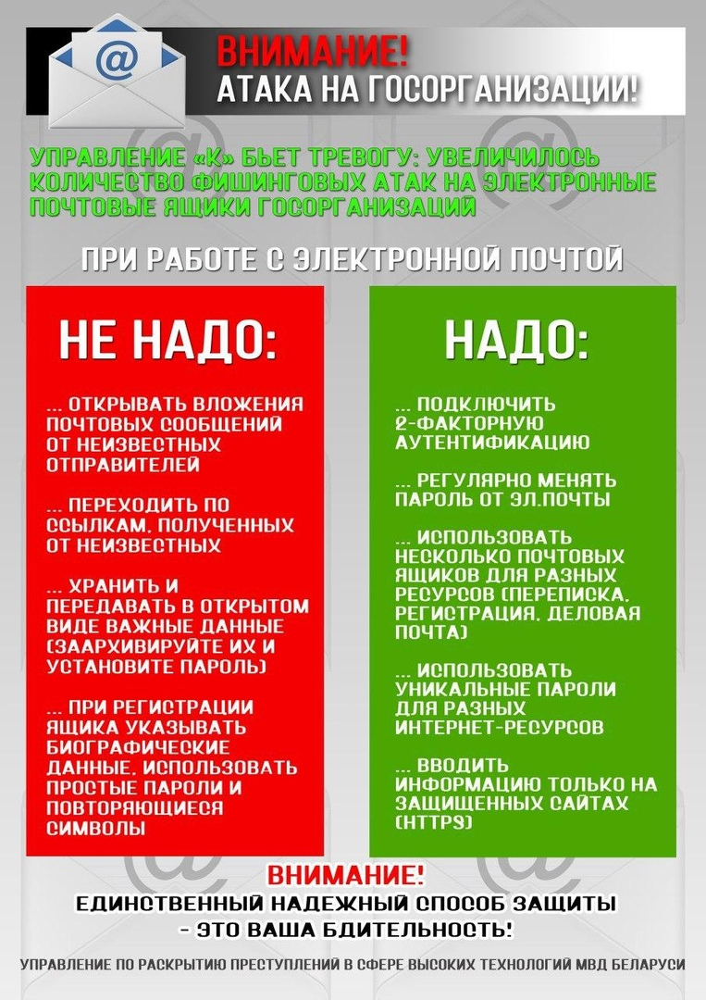 ВНИМАНИЕ!
АТАКА НА ГОСОРГАНИЗАЦИИ!
УПРАВЛЕНИЕ «К» БЬЕТ ТРЕВОГУ: УВЕЛИЧИЛОСЬ
КОЛИЧЕСТВО ФИШИНГОВЫХ АТАК НА ЭЛЕКТРОННЫЕ
ПОЧТОВЫЕ ЯЩИКИ ГОСОРГАНИЗАЦИЙ
ПРИ РАБОТЕ С ЭЛЕКТРОННОЙ ПОЧТОЙ
НЕ НАДО:
... ОТКРЫВАТЬ ВЛОЖЕНИЯ
ПОЧТОВЫХ СООБЩЕНИЙ
ОТ НЕИЗВЕСТНЫХ
ОТПРАВИТЕЛЕЙ
... ПЕРЕХОДИТЬ ПО
ССЫЛКАМ, ПОЛУЧЕННЫХ
ОТ НЕИЗВЕСТНЫХ
... ХРАНИТЬ И
ПЕРЕДАВАТЬ В ОТКРЫТОМ
ВИДЕ ВАЖНЫЕ ДАННЫЕ
(ЗААРХИВИРУЙТЕ ИХ И
УСТАНОВИТЕ ПАРОЛЬ)
... ПРИ РЕГИСТРАЦИИ
ЯЩИКА УКАЗЫВАТЬ
БИОГРАФИЧЕСКИЕ
ДАННЫЕ, ИСПОЛЬЗОВАТЬ
ПРОСТЫЕ ПАРОЛИ И
ПОВТОРЯЮЩИЕСЯ
СИМВОЛЫ
НАДО:
... ПОДКЛЮЧИТЬ
2-ФАКТОРНУЮ
АУТЕНТИФИКАЦИЮ
... РЕГУЛЯРНО МЕНЯТЬ
ПАРОЛЬ ОТ ЭЛ.ПОЧТЫ
... ИСПОЛЬЗОВАТЬ
НЕСКОЛЬКО ПОЧТОВЫХ
ЯЩИКОВ ДЛЯ РАЗНЫХ
РЕСУРСОВ (ПЕРЕПИСКА,
РЕГИСТРАЦИЯ, ДЕЛОВАЯ
ПОЧТА)
... ИСПОЛЬЗОВАТЬ
УНИКАЛЬНЫЕ ПАРОЛИ
ДЛЯ РАЗНЫХ
ИНТЕРНЕТ-РЕСУРСОВ
... ВВОДИТЬ
ИНФОРМАЦИЮ ТОЛЬКО НА
ЗАЩИЩЕННЫХ САЙТАХ
(HTTPS)
ВНИМАНИЕ!
ЕДИНСТВЕННЫЙ НАДЕЖНЫЙ СПОСОБ ЗАЩИТЫ
- ЭТО ВАША БДИТЕЛЬНОСТЬ!
УПРАВЛЕНИЕ ПО РАСКРЫТИЮ ПРЕСТУПЛЕНИЙ В СФЕРЕ ВЫСОКИХ ТЕХНОЛОГИЙ МВД БЕЛАРУСИ